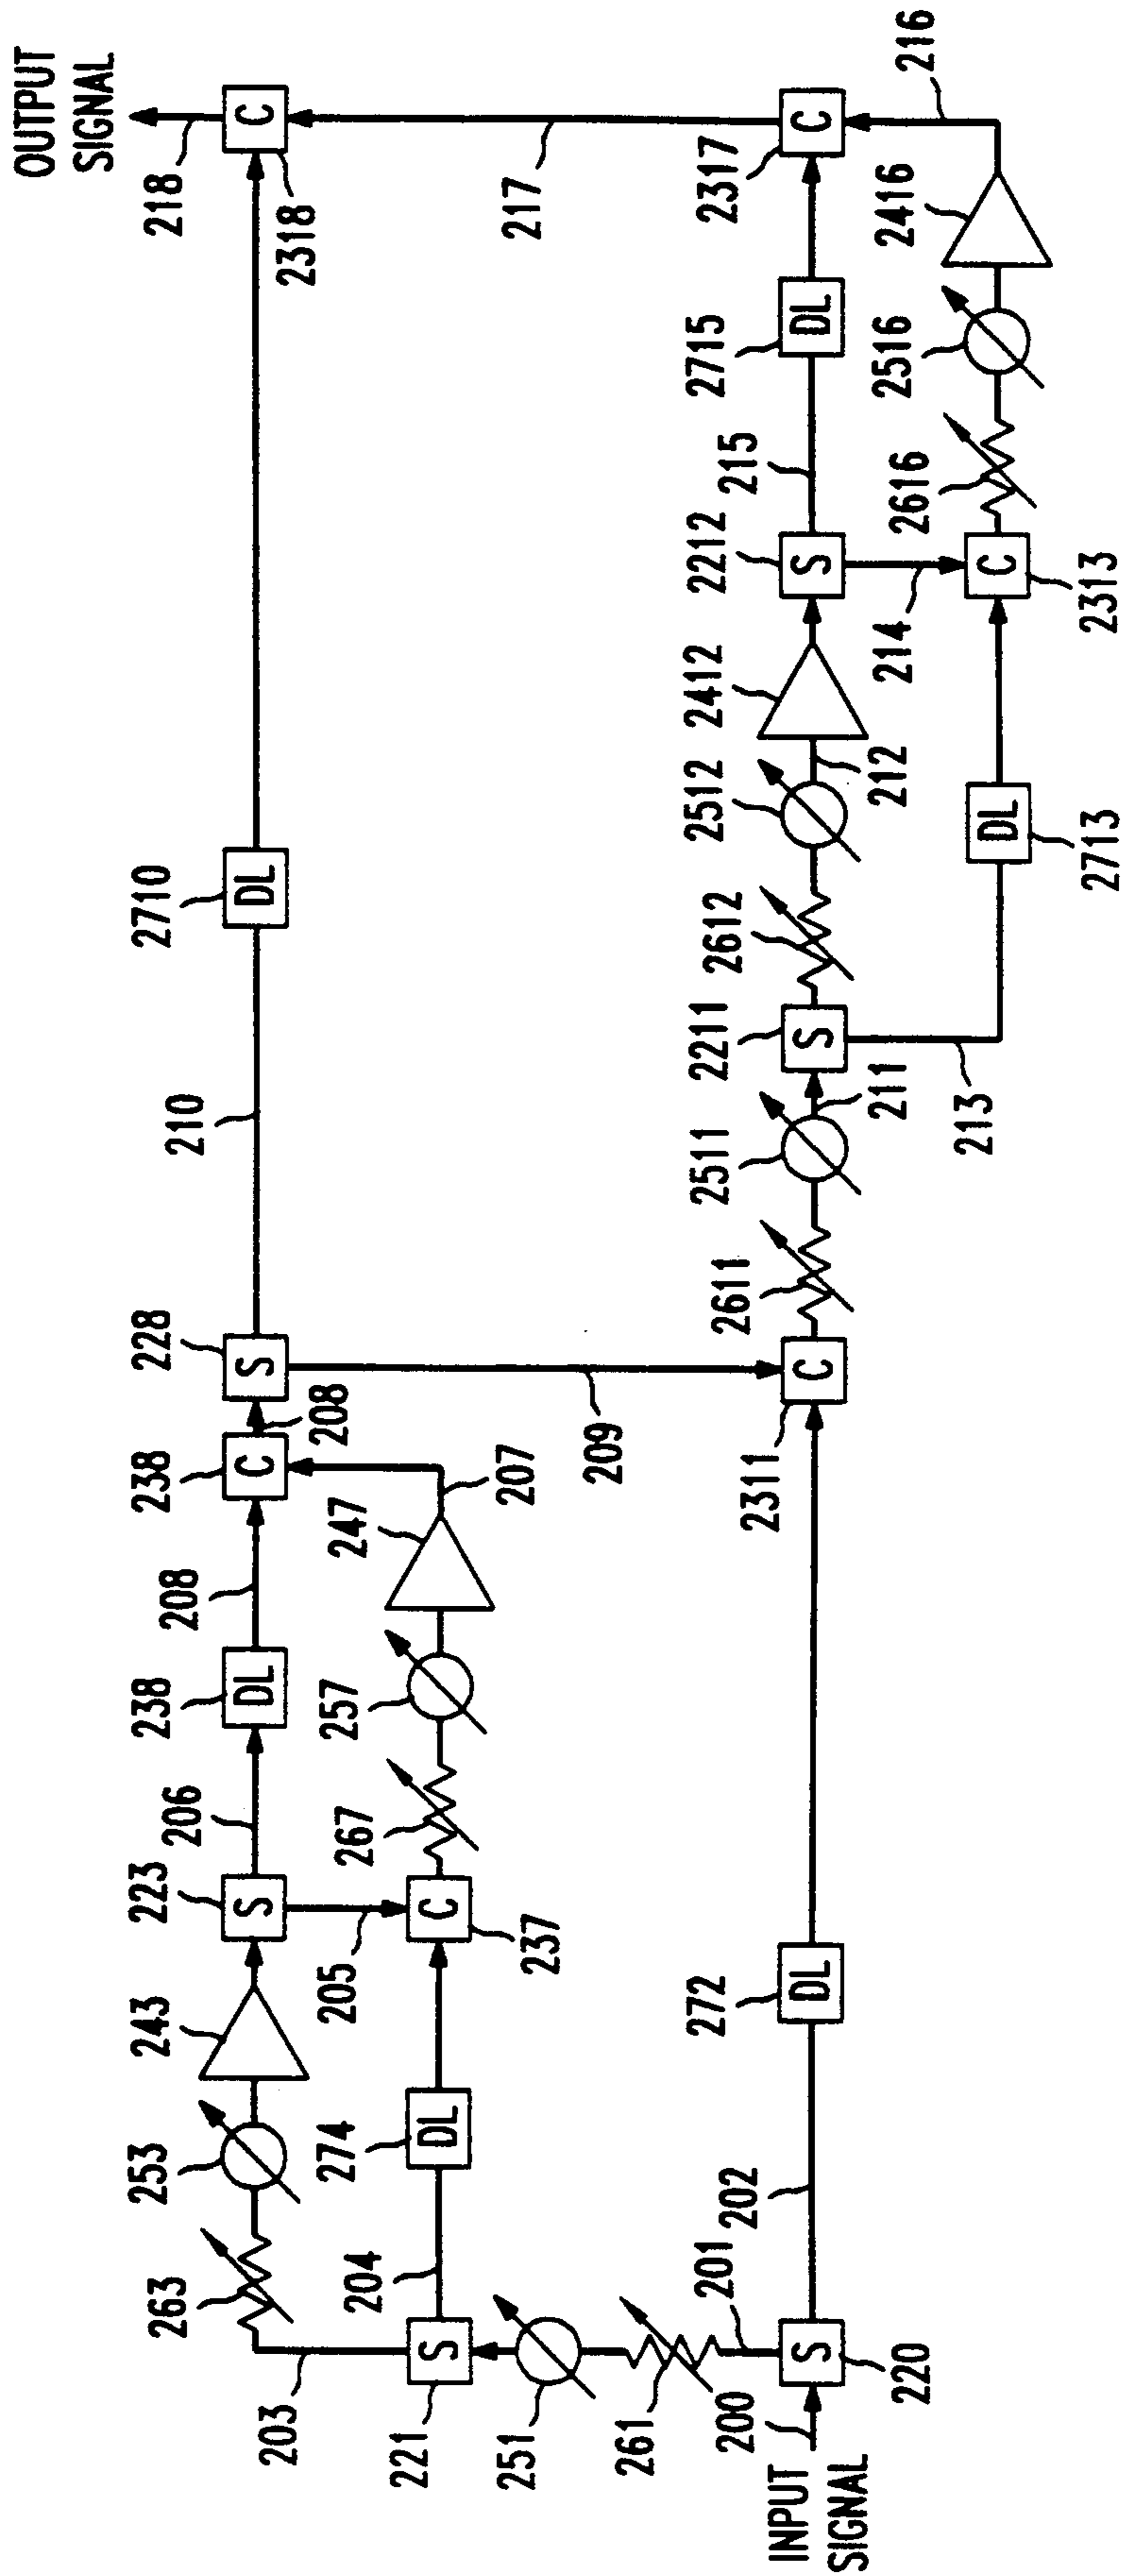 OUTPUT
SIGNAL
263 253 243 223 238 238 228 2710 218
206 208 210
S DL C S DL C
203 208 2318
274 205 267 257 247
204
S DL C
221
251 237 207 217
209
261 201 272 2611 2511 2211 2612 2512 2412 2212 2715 2317
200 202 2311 215
INPUT
SIGNAL
S DL C S S DL C
220 211 212 214 2616 2516 2416 216
213
DL C
2713 2313